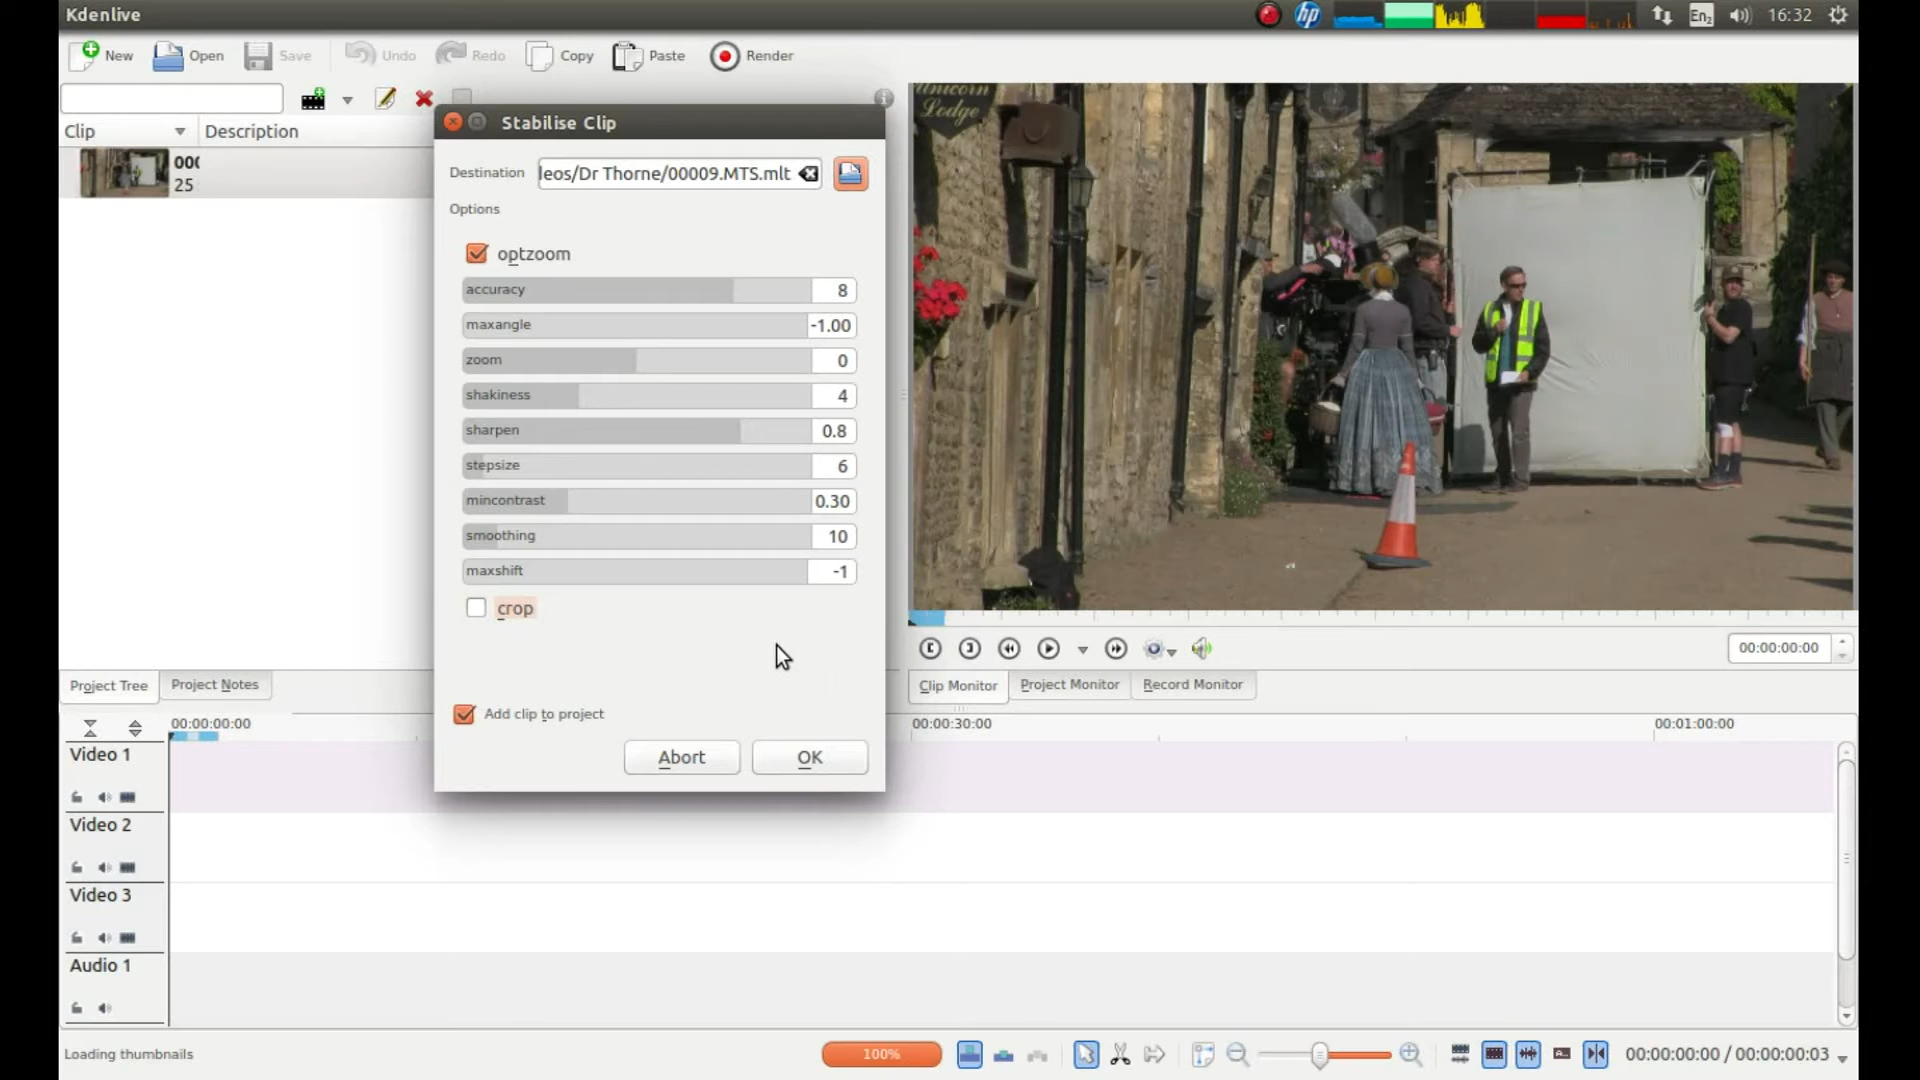 Kdenlive
hp
En2
16:32
New
Open
Save
Undo
Redo
Copy
Paste
Render
Clip
Description
25
Stabilise Clip
Destination
leos/Dr Thorne/00009.MTS.mlt
Options
optzoom
accuracy 8
maxangle -1.00
zoom 0
shakiness 4
sharpen 0.8
stepsize 6
mincontrast 0.30
smoothing 10
maxshift -1
crop
Add clip to project
Abort
OK
Unicorn
Lodge
00:00:00:00
Project Tree
Project Notes
Clip Monitor
Project Monitor
Record Monitor
00:00:00:00
00:00:30:00
00:01:00:00
Video 1
Video 2
Video 3
Audio 1
Loading thumbnails
100%
00:00:00:00 / 00:00:00:03